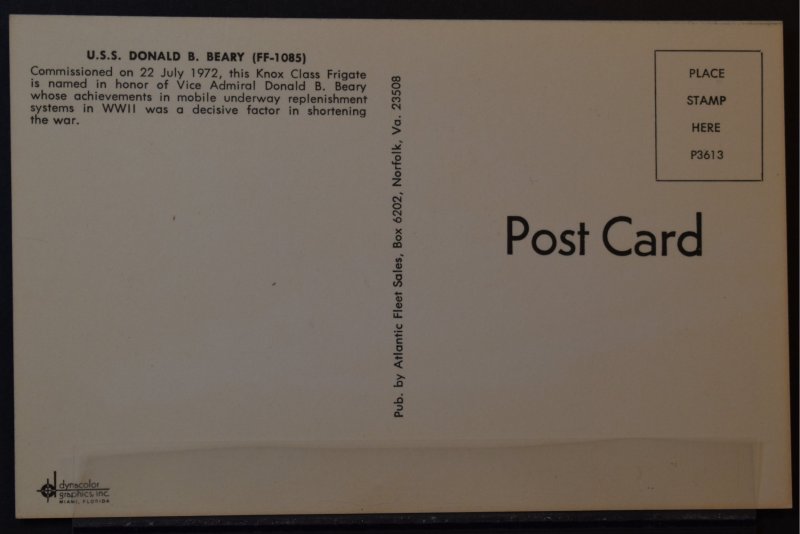 U.S.S. DONALD B. BEARY (FF-1085)
Commissioned on 22 July 1972, this Knox Class Frigate
is named in honor of Vice Admiral Donald B. Beary
whose achievements in mobile underway replenishment
systems in WWII was a decisive factor in shortening
the war.
Pub. by Atlantic Fleet Sales, Box 6202, Norfolk, Va. 23508
PLACE
STAMP
HERE
P3613
Post Card
dynacolor
graphics, inc.
MIAMI, FLORIDA